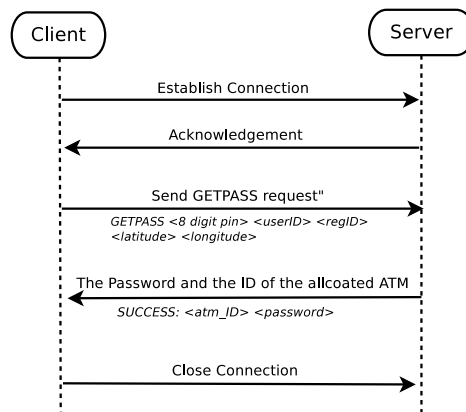 Client
Server
Establish Connection
Acknowledgement
Send GETPASS request"
GETPASS <8 digit pin> <userID> <regID>
<latitude> <longitude>
The Password and the ID of the allcoated ATM
SUCCESS: <atm_ID> <password>
Close Connection